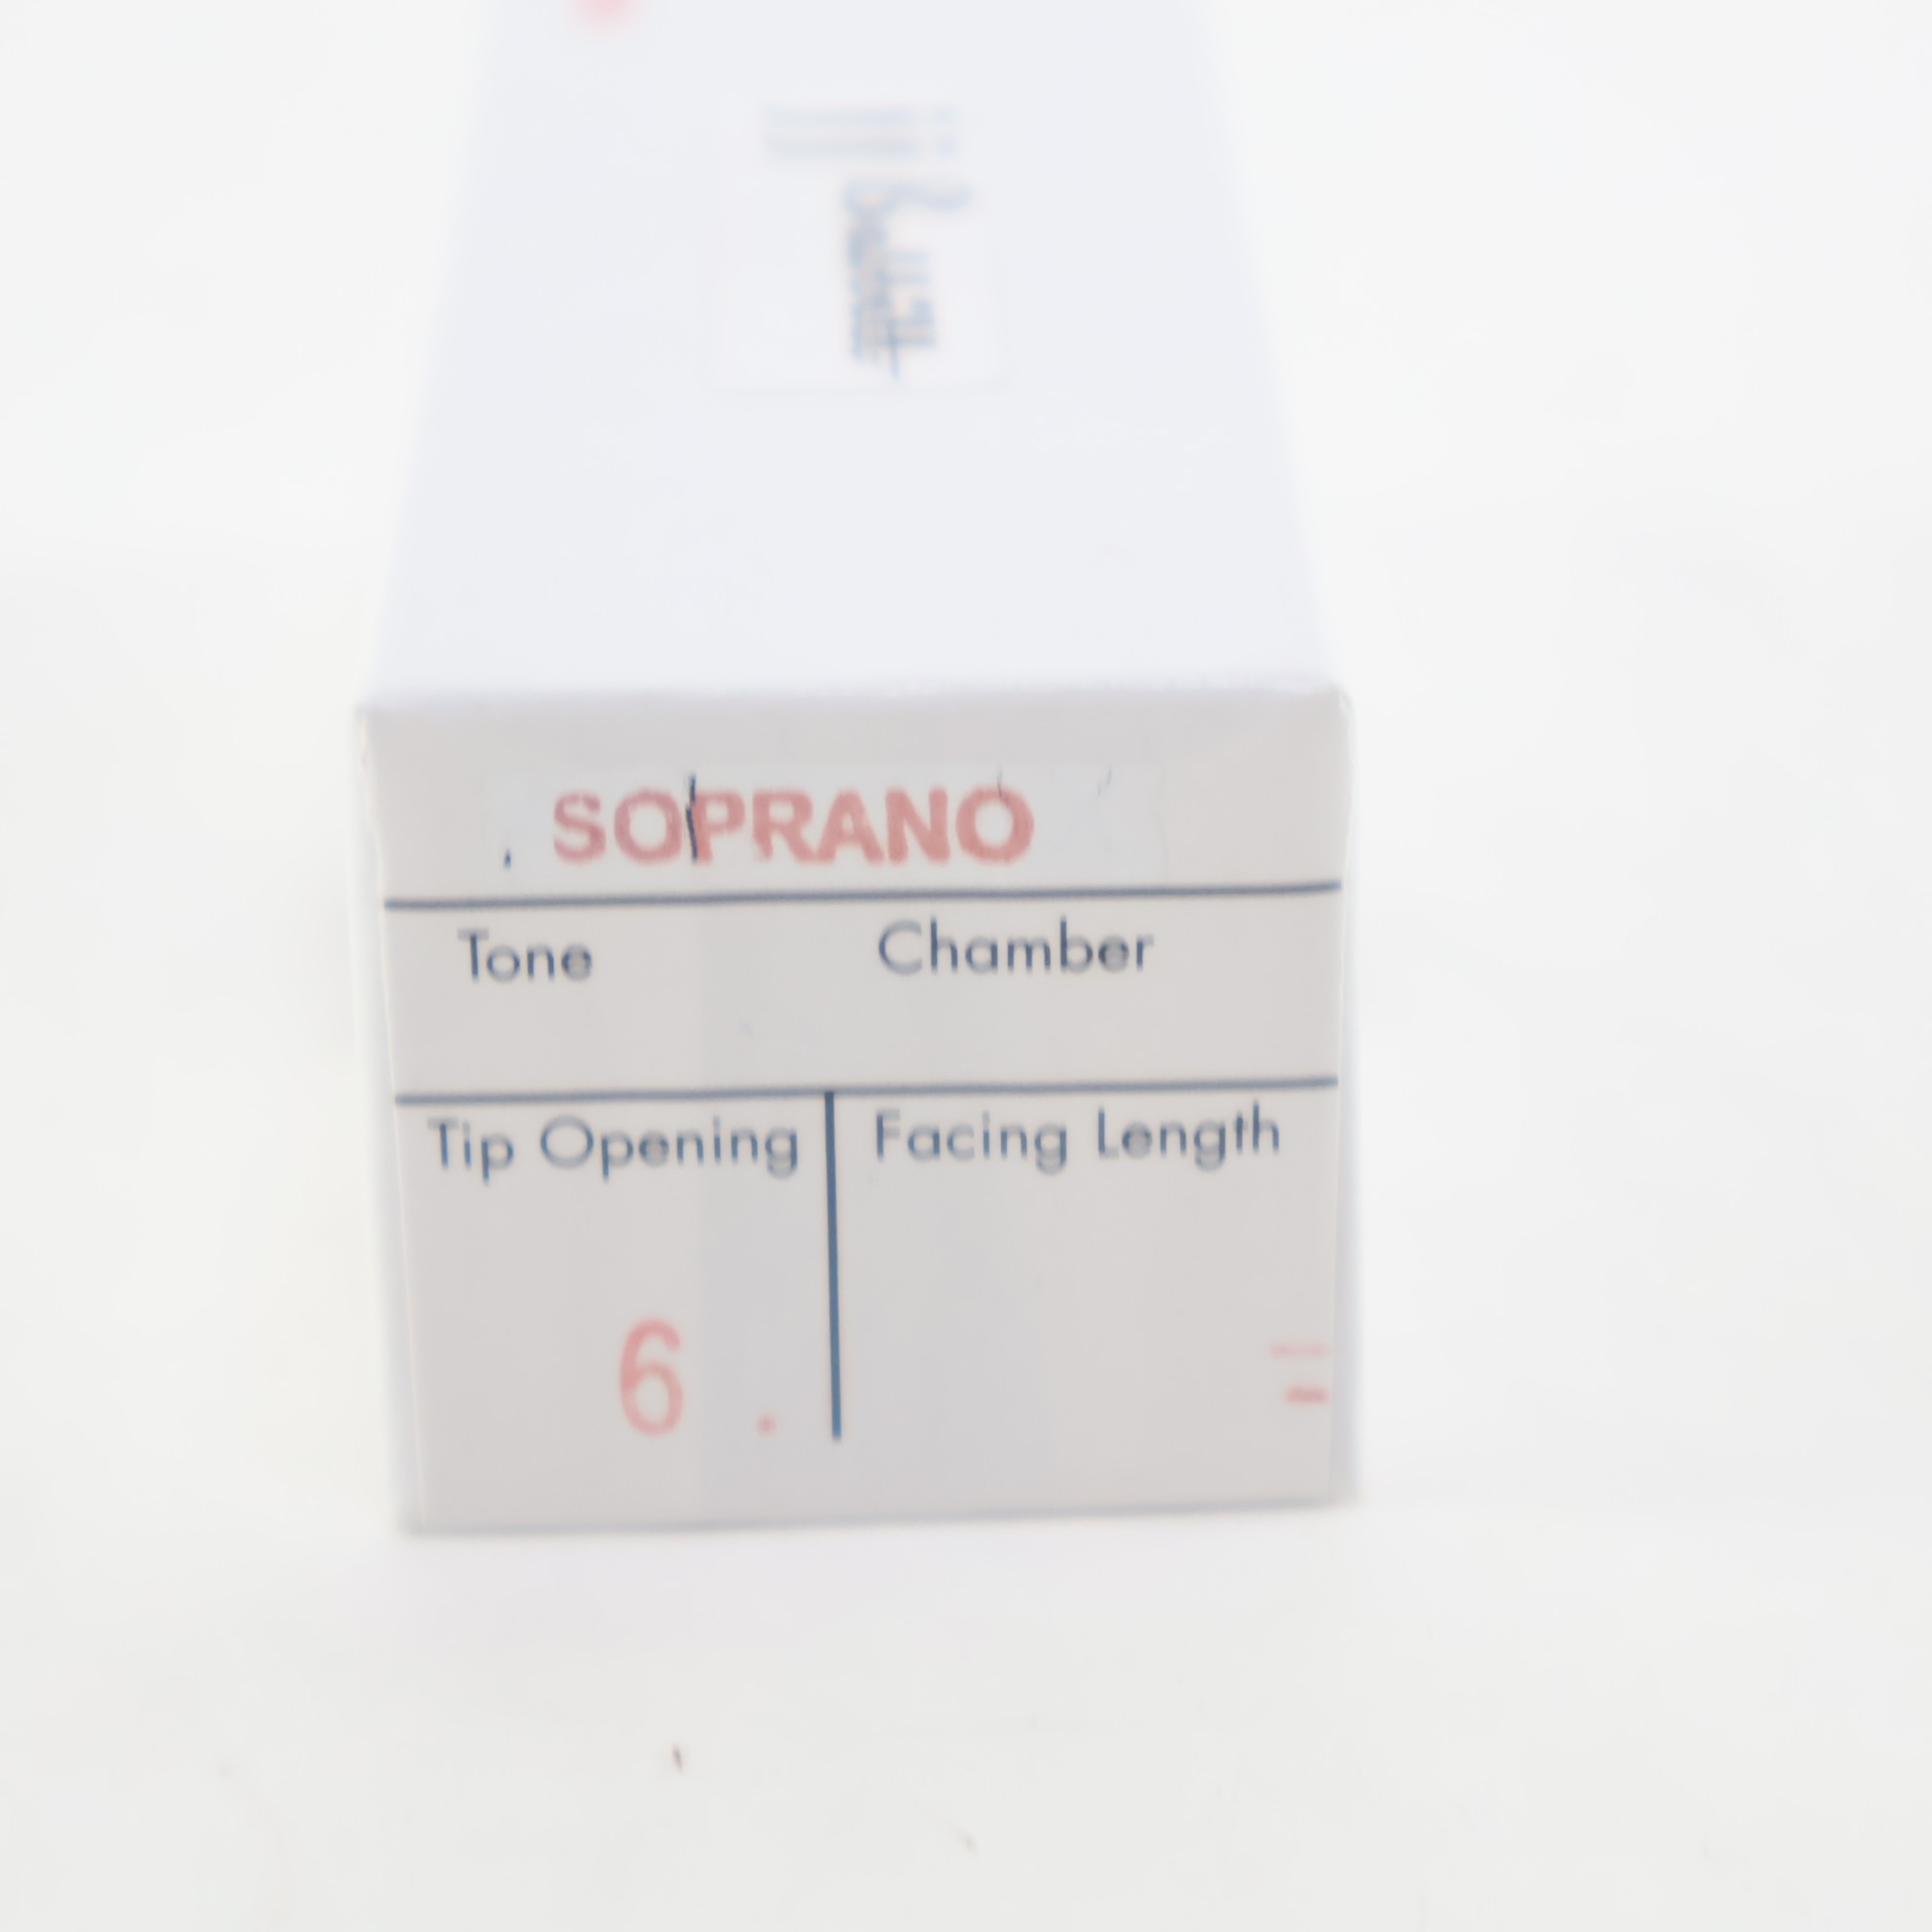 SOPRANO
Tone Chamber
Tip Opening Facing Length
6 .